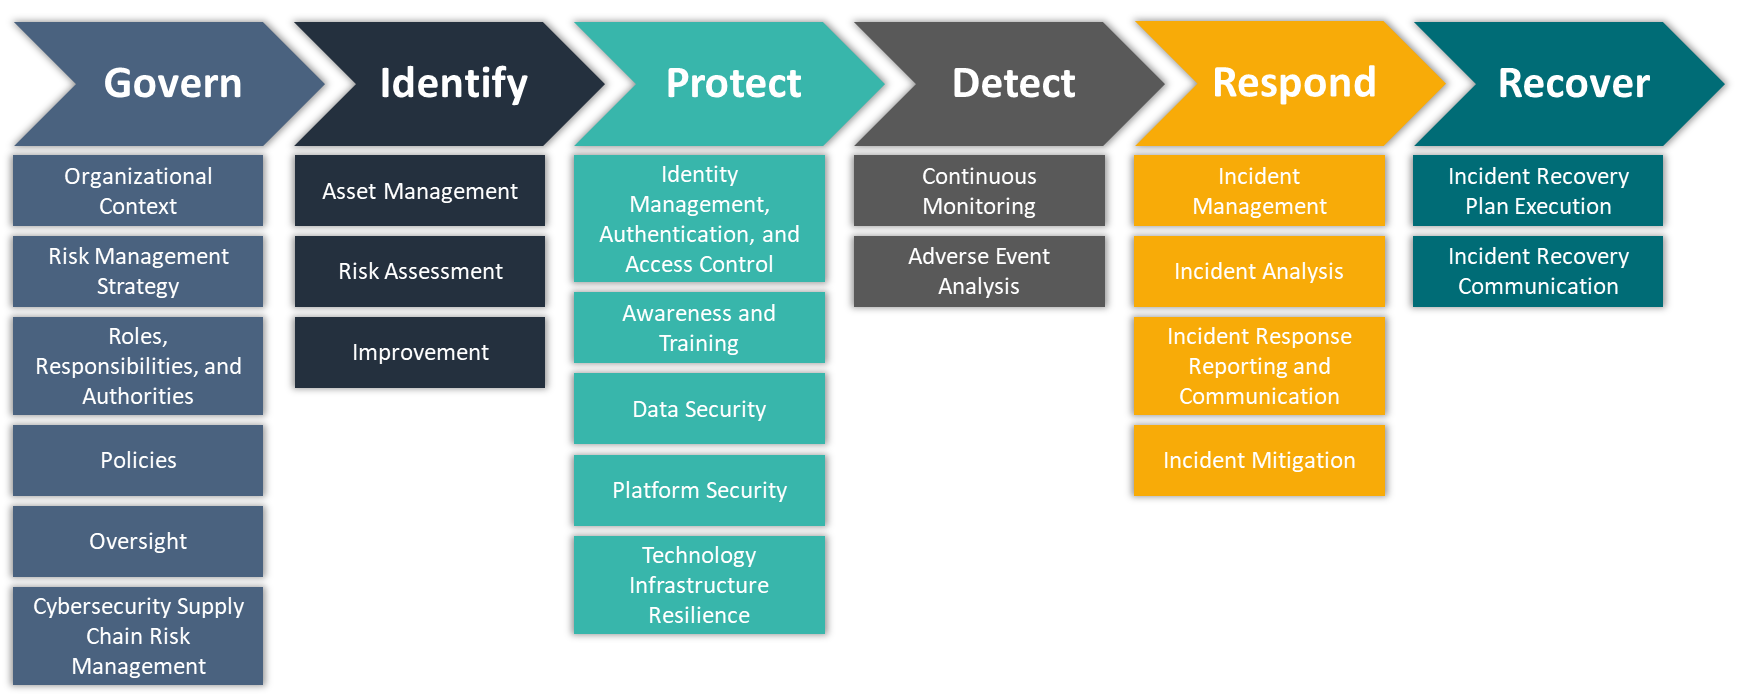 Govern
Identify
Protect
Detect
Respond
Recover
Organizational
Context
Risk Management
Strategy
Roles,
Responsibilities, and
Authorities
Policies
Oversight
Cybersecurity Supply
Chain Risk
Management
Asset Management
Risk Assessment
Improvement
Identity
Management,
Authentication, and
Access Control
Awareness and
Training
Data Security
Platform Security
Technology
Infrastructure
Resilience
Continuous
Monitoring
Adverse Event
Analysis
Incident
Management
Incident Analysis
Incident Response
Reporting and
Communication
Incident Mitigation
Incident Recovery
Plan Execution
Incident Recovery
Communication